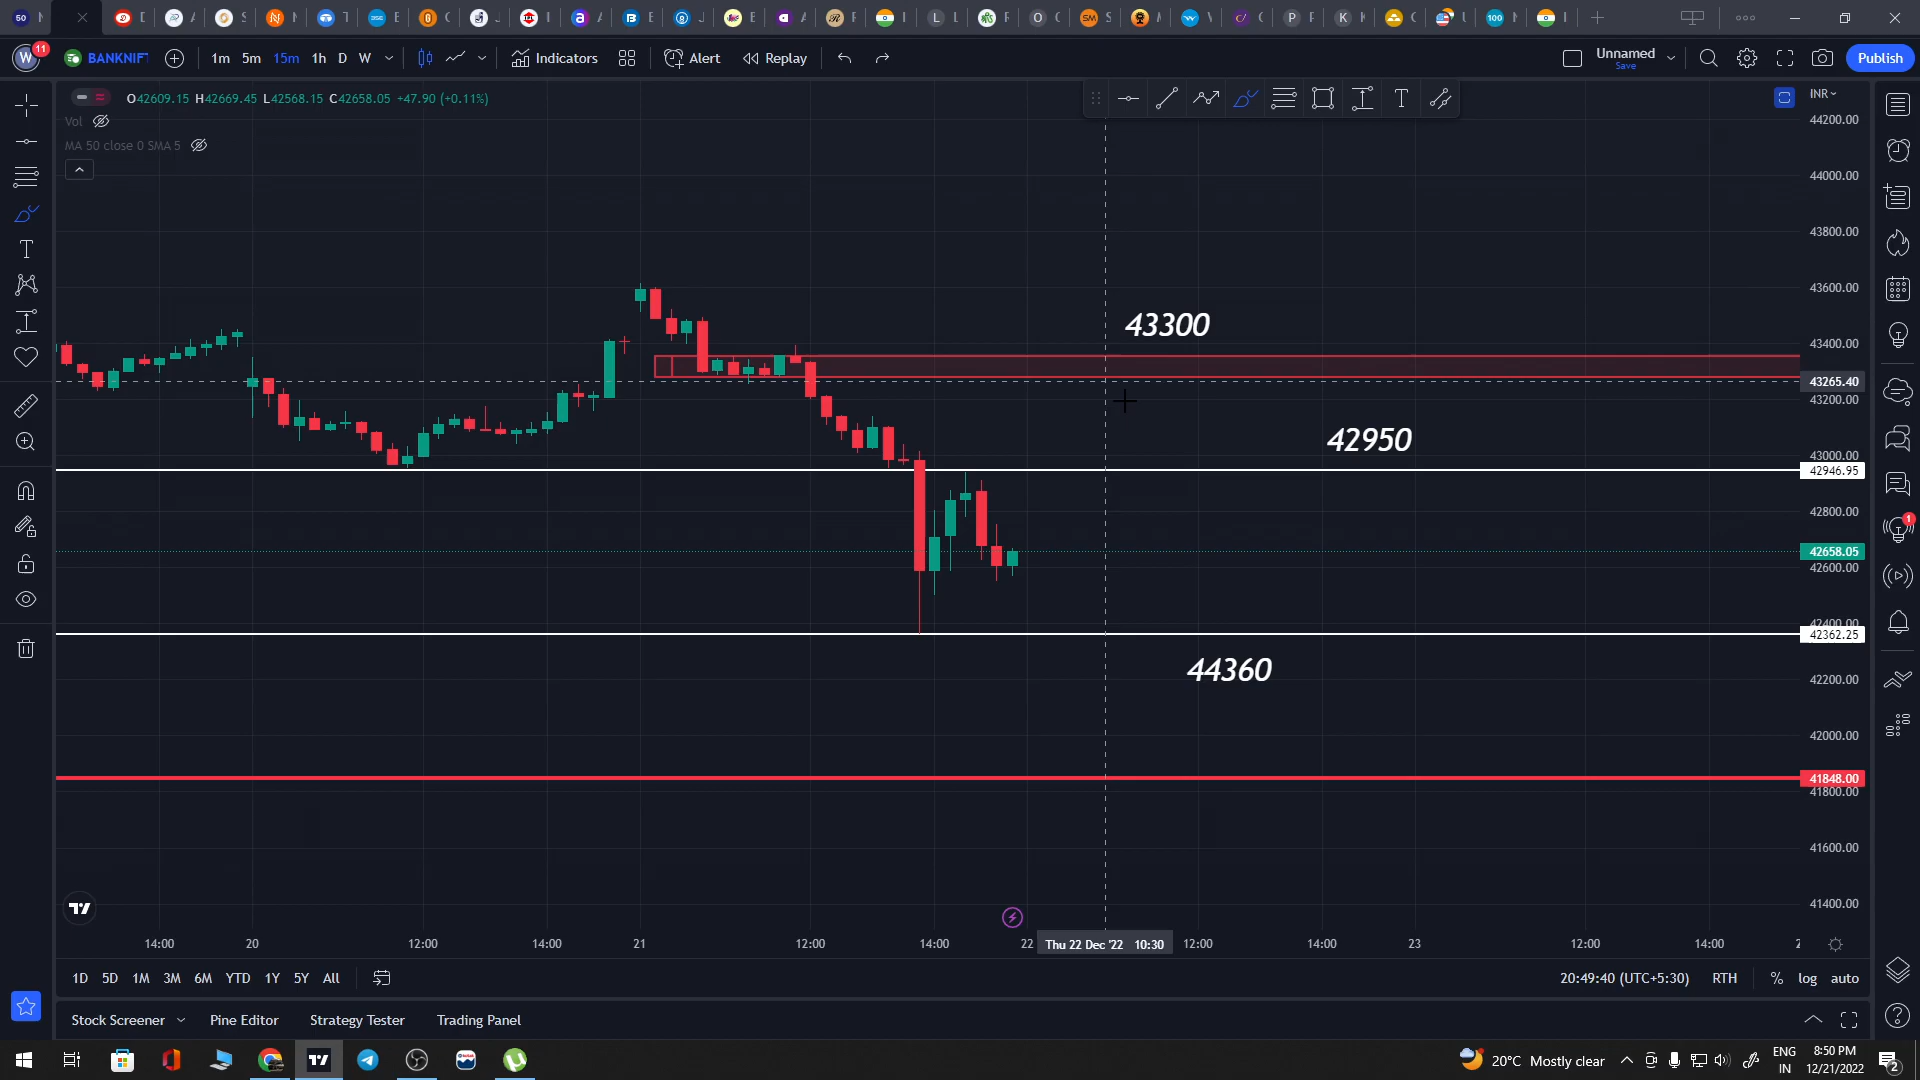 W 11 BANKNIF 1m 5m 15m 1h D W Indicators Alert Replay Unnamed Save Publish
O42609.15 H42669.45 L42568.15 C42658.05 +47.90 (+0.11%)
INR
Vol
MA 50 close 0 SMA 5
44200.00
44000.00
43800.00
43600.00
43300
43400.00
43265.40
43200.00
42950
43000.00
42946.95
42800.00
42658.05
42600.00
42400.00
42362.25
44360
42200.00
42000.00
41848.00
41800.00
41600.00
41400.00
14:00 20 12:00 14:00 21 12:00 14:00 22 Thu 22 Dec '22 10:30 12:00 14:00 23 12:00 14:00
1D 5D 1M 3M 6M YTD 1Y 5Y All 20:49:40 (UTC+5:30) RTH % log auto
Stock Screener Pine Editor Strategy Tester Trading Panel
20°C Mostly clear ENG IN 8:50 PM 12/21/2022 2